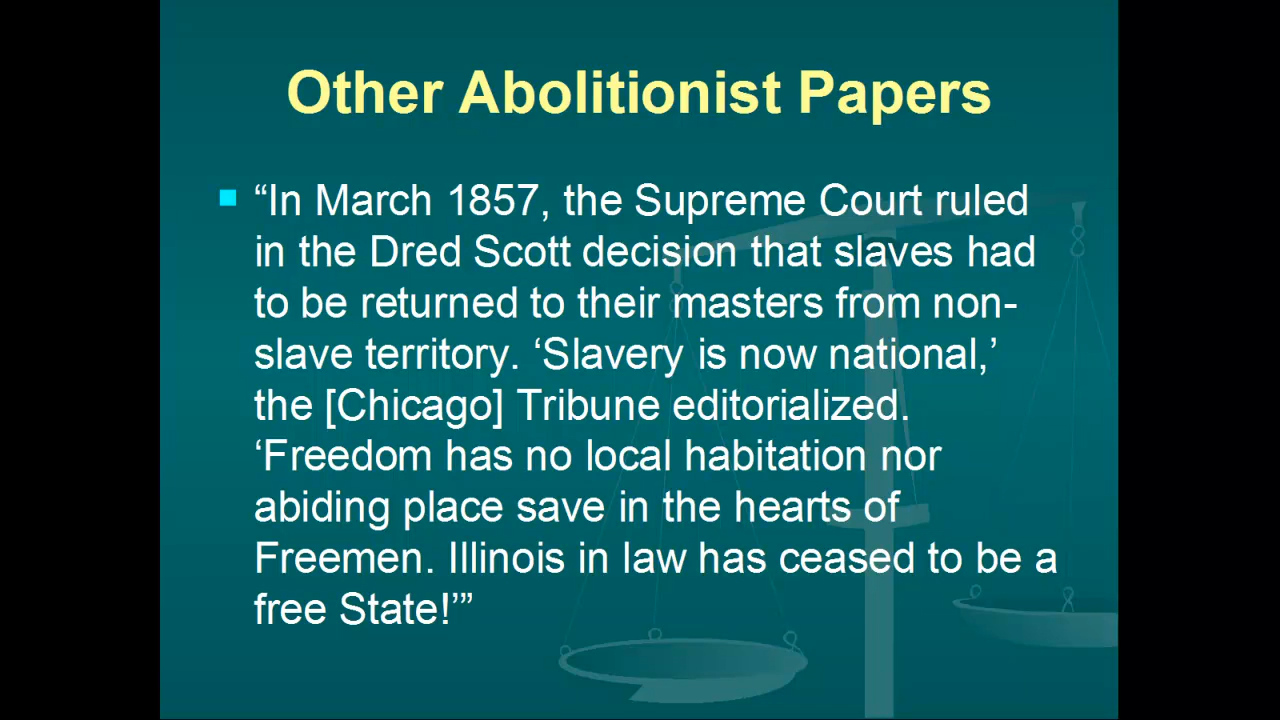 Other Abolitionist Papers
“In March 1857, the Supreme Court ruled
in the Dred Scott decision that slaves had
to be returned to their masters from non-
slave territory. ‘Slavery is now national,’
the [Chicago] Tribune editorialized.
‘Freedom has no local habitation nor
abiding place save in the hearts of
Freemen. Illinois in law has ceased to be a
free State!’”